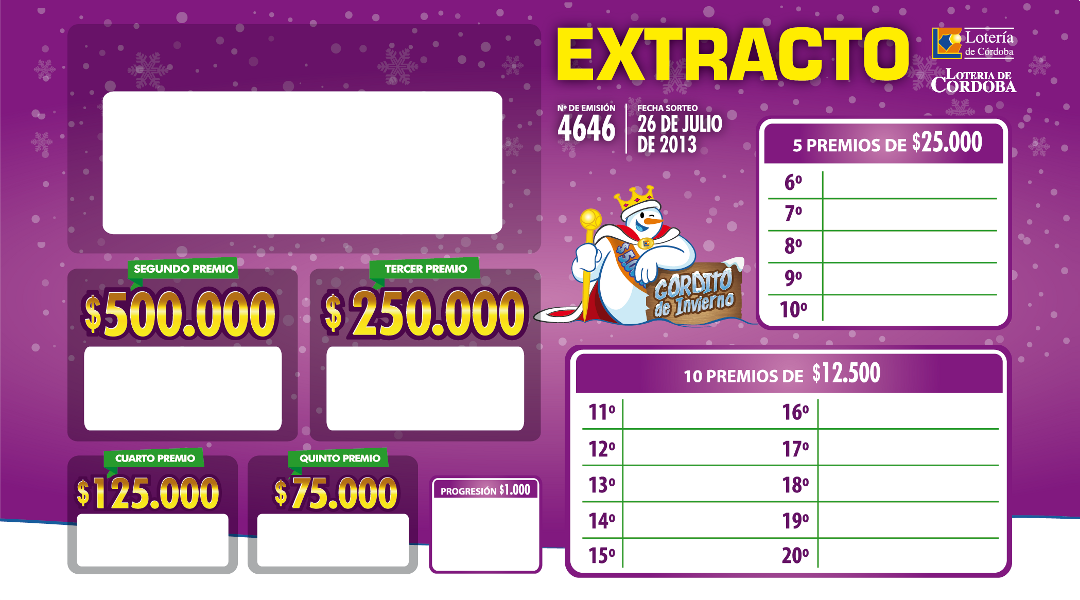 EXTRACTO
Lotería
de Córdoba
LOTERIA DE
CORDOBA
Nº DE EMISIÓN
4646
FECHA SORTEO
26 DE JULIO
DE 2013
5 PREMIOS DE $25.000
6º
7º
8º
9º
10º
SEGUNDO PREMIO
$500.000
TERCER PREMIO
$250.000
GORDITO
de Invierno
10 PREMIOS DE $12.500
11º 16º
12º 17º
13º 18º
14º 19º
15º 20º
CUARTO PREMIO
$125.000
QUINTO PREMIO
$75.000
PROGRESIÓN $1.000